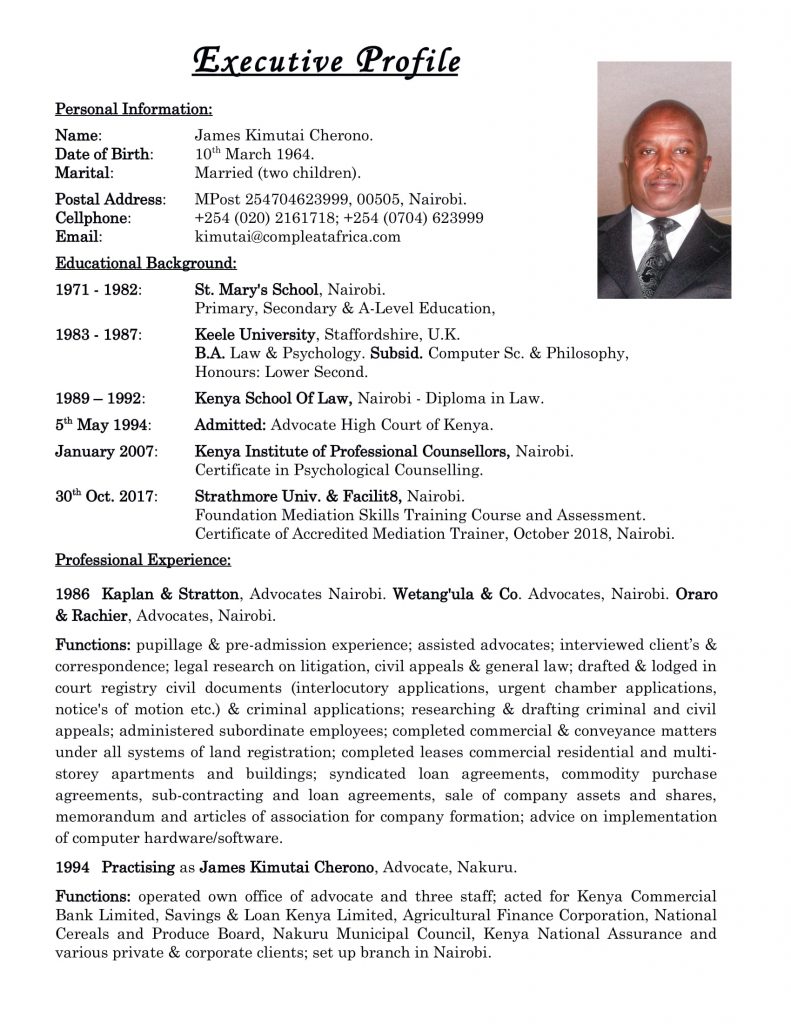 Executive Profile
Personal Information:
Name: James Kimutai Cherono.
Date of Birth: 10th March 1964.
Marital: Married (two children).
Postal Address: MPost 254704623999, 00505, Nairobi.
Cellphone: +254 (020) 2161718; +254 (0704) 623999
Email: kimutai@compleatafrica.com
Educational Background:
1971 - 1982: St. Mary's School, Nairobi.
Primary, Secondary & A-Level Education,
1983 - 1987: Keele University, Staffordshire, U.K.
B.A. Law & Psychology. Subsid. Computer Sc. & Philosophy,
Honours: Lower Second.
1989 – 1992: Kenya School Of Law, Nairobi - Diploma in Law.
5th May 1994: Admitted: Advocate High Court of Kenya.
January 2007: Kenya Institute of Professional Counsellors, Nairobi.
Certificate in Psychological Counselling.
30th Oct. 2017: Strathmore Univ. & Facilit8, Nairobi.
Foundation Mediation Skills Training Course and Assessment.
Certificate of Accredited Mediation Trainer, October 2018, Nairobi.
Professional Experience:
1986 Kaplan & Stratton, Advocates Nairobi. Wetang'ula & Co. Advocates, Nairobi. Oraro
& Rachier, Advocates, Nairobi.
Functions: pupillage & pre-admission experience; assisted advocates; interviewed client’s &
correspondence; legal research on litigation, civil appeals & general law; drafted & lodged in
court registry civil documents (interlocutory applications, urgent chamber applications,
notice's of motion etc.) & criminal applications; researching & drafting criminal and civil
appeals; administered subordinate employees; completed commercial & conveyance matters
under all systems of land registration; completed leases commercial residential and multi-
storey apartments and buildings; syndicated loan agreements, commodity purchase
agreements, sub-contracting and loan agreements, sale of company assets and shares,
memorandum and articles of association for company formation; advice on implementation
of computer hardware/software.
1994 Practising as James Kimutai Cherono, Advocate, Nakuru.
Functions: operated own office of advocate and three staff; acted for Kenya Commercial
Bank Limited, Savings & Loan Kenya Limited, Agricultural Finance Corporation, National
Cereals and Produce Board, Nakuru Municipal Council, Kenya National Assurance and
various private & corporate clients; set up branch in Nairobi.